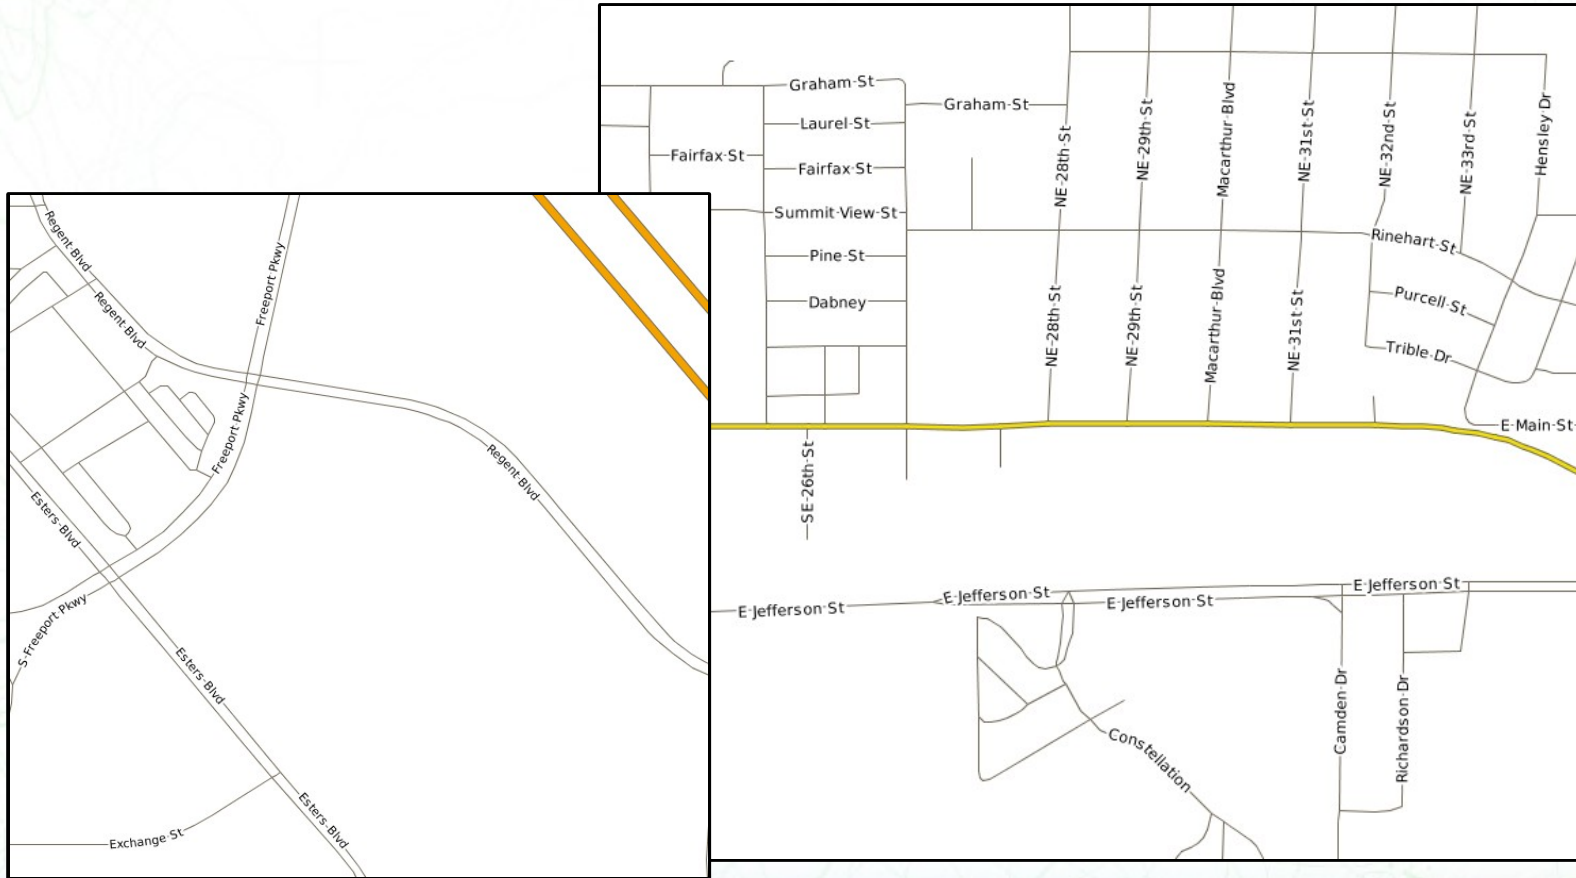 Graham St
Graham St
Laurel St
Fairfax St
Fairfax St
Summit View St
Pine St
Dabney
NE 28th St
NE 29th St
Macarthur Blvd
NE 31st St
NE 32nd St
NE 33rd St
Hensley Dr
Rinehart St
Purcell St
Trible Dr
NE 28th St
NE 29th St
Macarthur Blvd
NE 31st St
E Main St
SE 26th St
E Jefferson St
E Jefferson St
E Jefferson St
E Jefferson St
Camden Dr
Richardson Dr
Constellation
Regent Blvd
Regent Blvd
Freeport Pkwy
Freeport Pkwy
Regent Blvd
Esters Blvd
S Freeport Pkwy
Esters Blvd
Esters Blvd
Exchange St